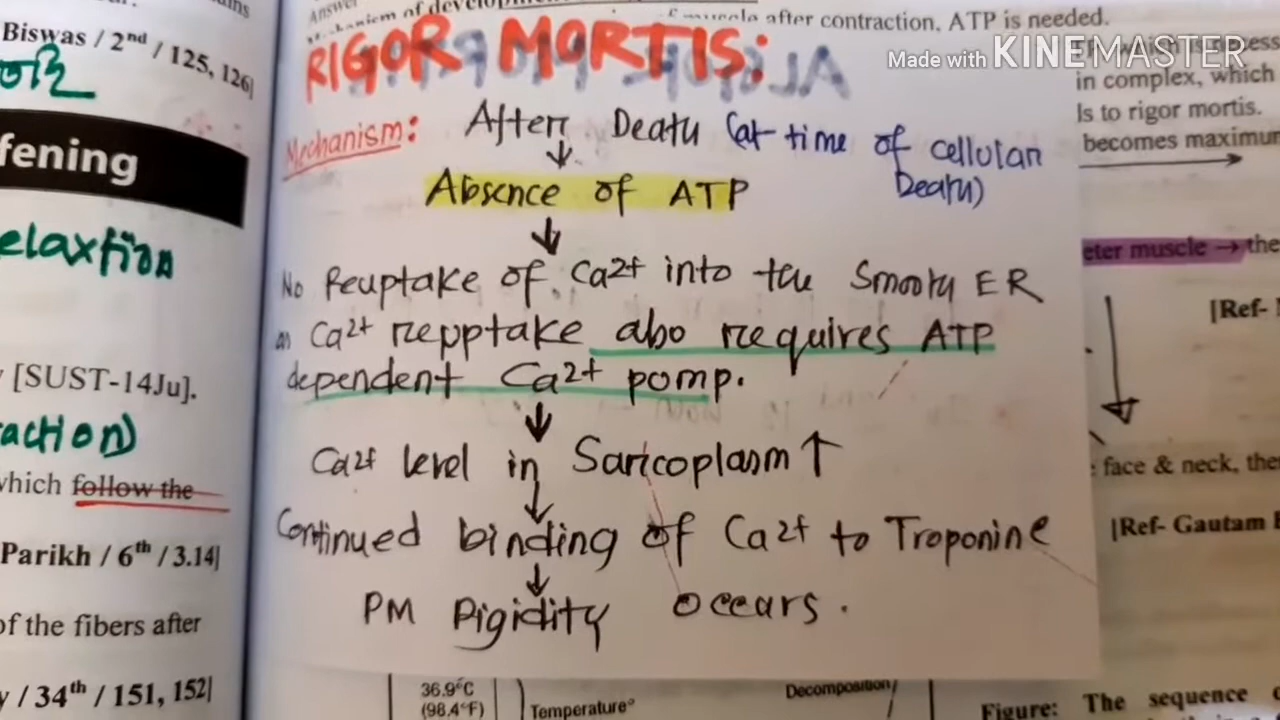 Answer
of muscle after contraction, ATP is needed.
Biswas / 2nd / 125, 126|
RIGOR MORTIS:
Made with KINEMASTER
in complex, which
ls to rigor mortis.
becomes maximum
Mechanism: After Death (at time of cellular
Death)
fening
Absence of ATP
elaxtion
eter muscle → the
No Reuptake of Ca2+ into the Smooth ER
Ca2+ reuptake also requires ATP
dependent Ca2+ pomp.
[Ref-
[SUST-14Ju].
action)
Ca2+ level in Sarcoplasm ↑
face & neck, the
which follow the
Continued binding of Ca2+ to Troponine
[Ref- Gautam
Parikh / 6th / 3.14|
PM Rigidity occars.
of the fibers after
/ 34th / 151, 152|
36.9°C
(98.4°F)
Temperature°
Decomposition
Figure: The sequence